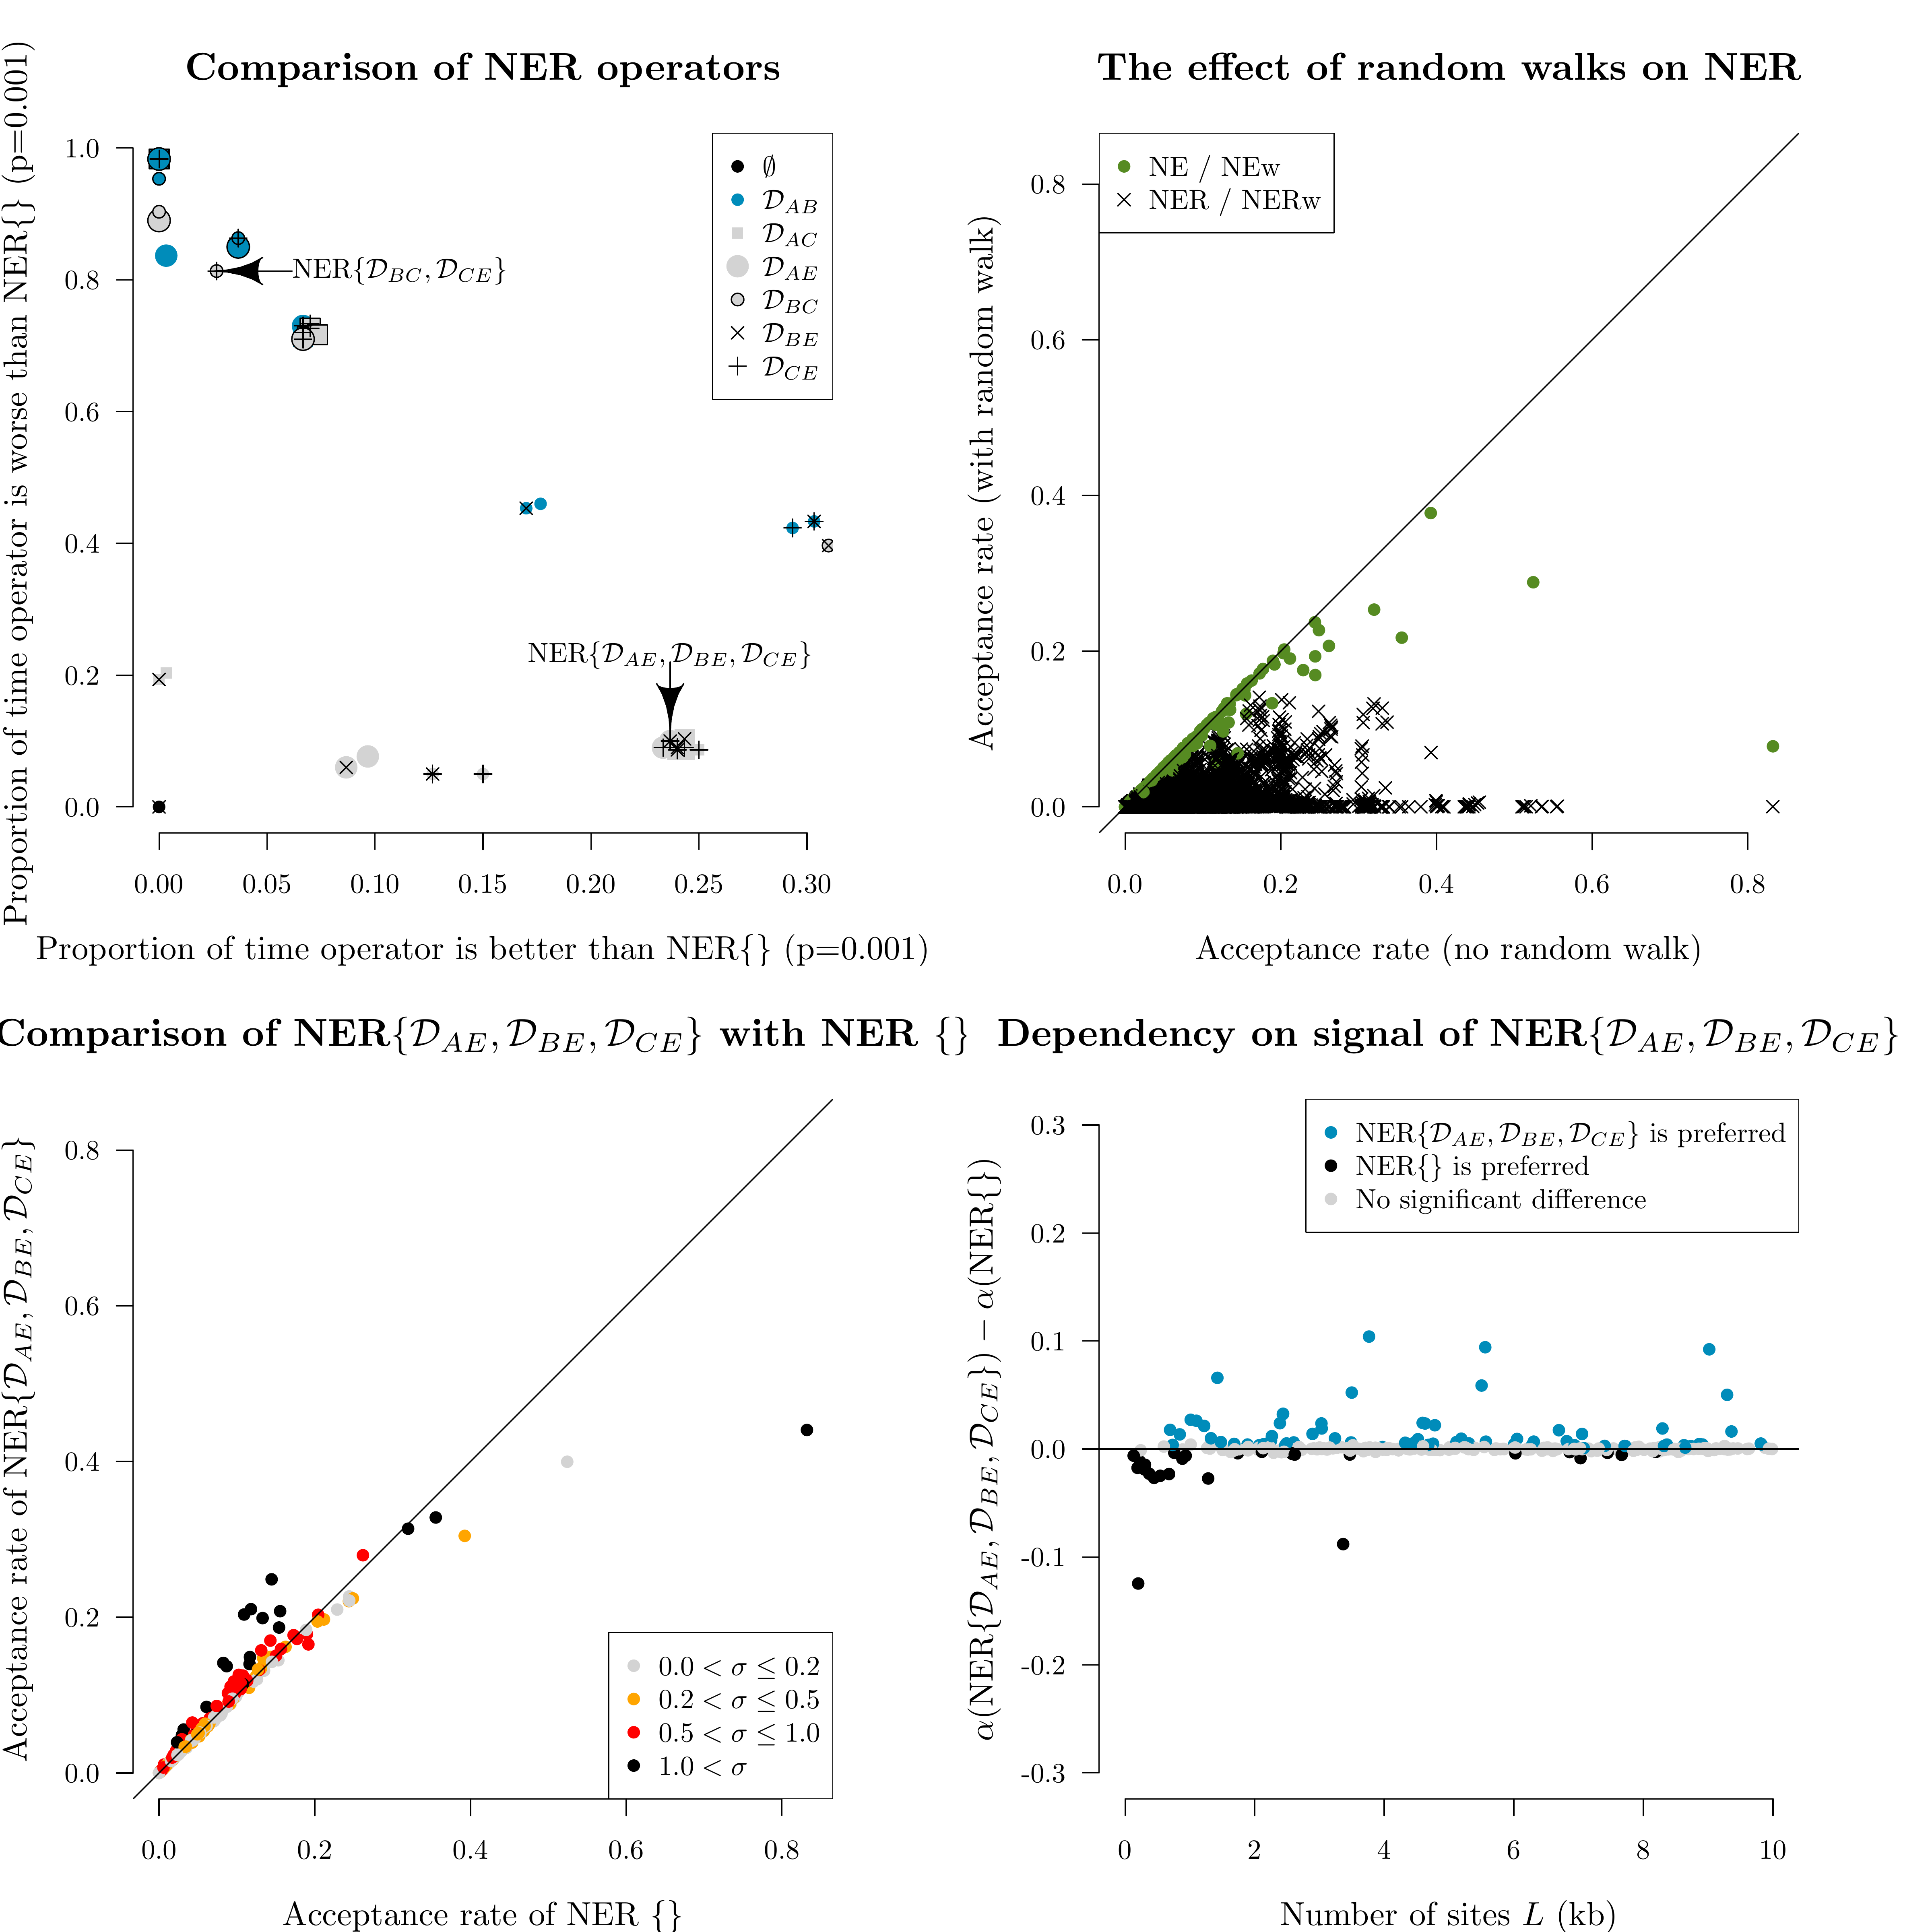 Comparison of NER operators
Proportion of time operator is worse than NER{} (p=0.001)
1.0
0.8
0.6
0.4
0.2
0.0
∅
𝒟AB
𝒟AC
𝒟AE
𝒟BC
𝒟BE
𝒟CE
NER{𝒟BC, 𝒟CE}
NER{𝒟AE, 𝒟BE, 𝒟CE}
0.00 0.05 0.10 0.15 0.20 0.25 0.30
Proportion of time operator is better than NER{} (p=0.001)
The effect of random walks on NER
Acceptance rate (with random walk)
0.8
0.6
0.4
0.2
0.0
NE / NEw
NER / NERw
0.0 0.2 0.4 0.6 0.8
Acceptance rate (no random walk)
Comparison of NER{𝒟AE, 𝒟BE, 𝒟CE} with NER {}
Acceptance rate of NER{𝒟AE, 𝒟BE, 𝒟CE}
0.8
0.6
0.4
0.2
0.0
0.0 < σ ≤ 0.2
0.2 < σ ≤ 0.5
0.5 < σ ≤ 1.0
1.0 < σ
0.0 0.2 0.4 0.6 0.8
Acceptance rate of NER {}
Dependency on signal of NER{𝒟AE, 𝒟BE, 𝒟CE}
α(NER{𝒟AE, 𝒟BE, 𝒟CE}) − α(NER{})
0.3
0.2
0.1
0.0
-0.1
-0.2
-0.3
NER{𝒟AE, 𝒟BE, 𝒟CE} is preferred
NER{} is preferred
No significant difference
0 2 4 6 8 10
Number of sites L (kb)